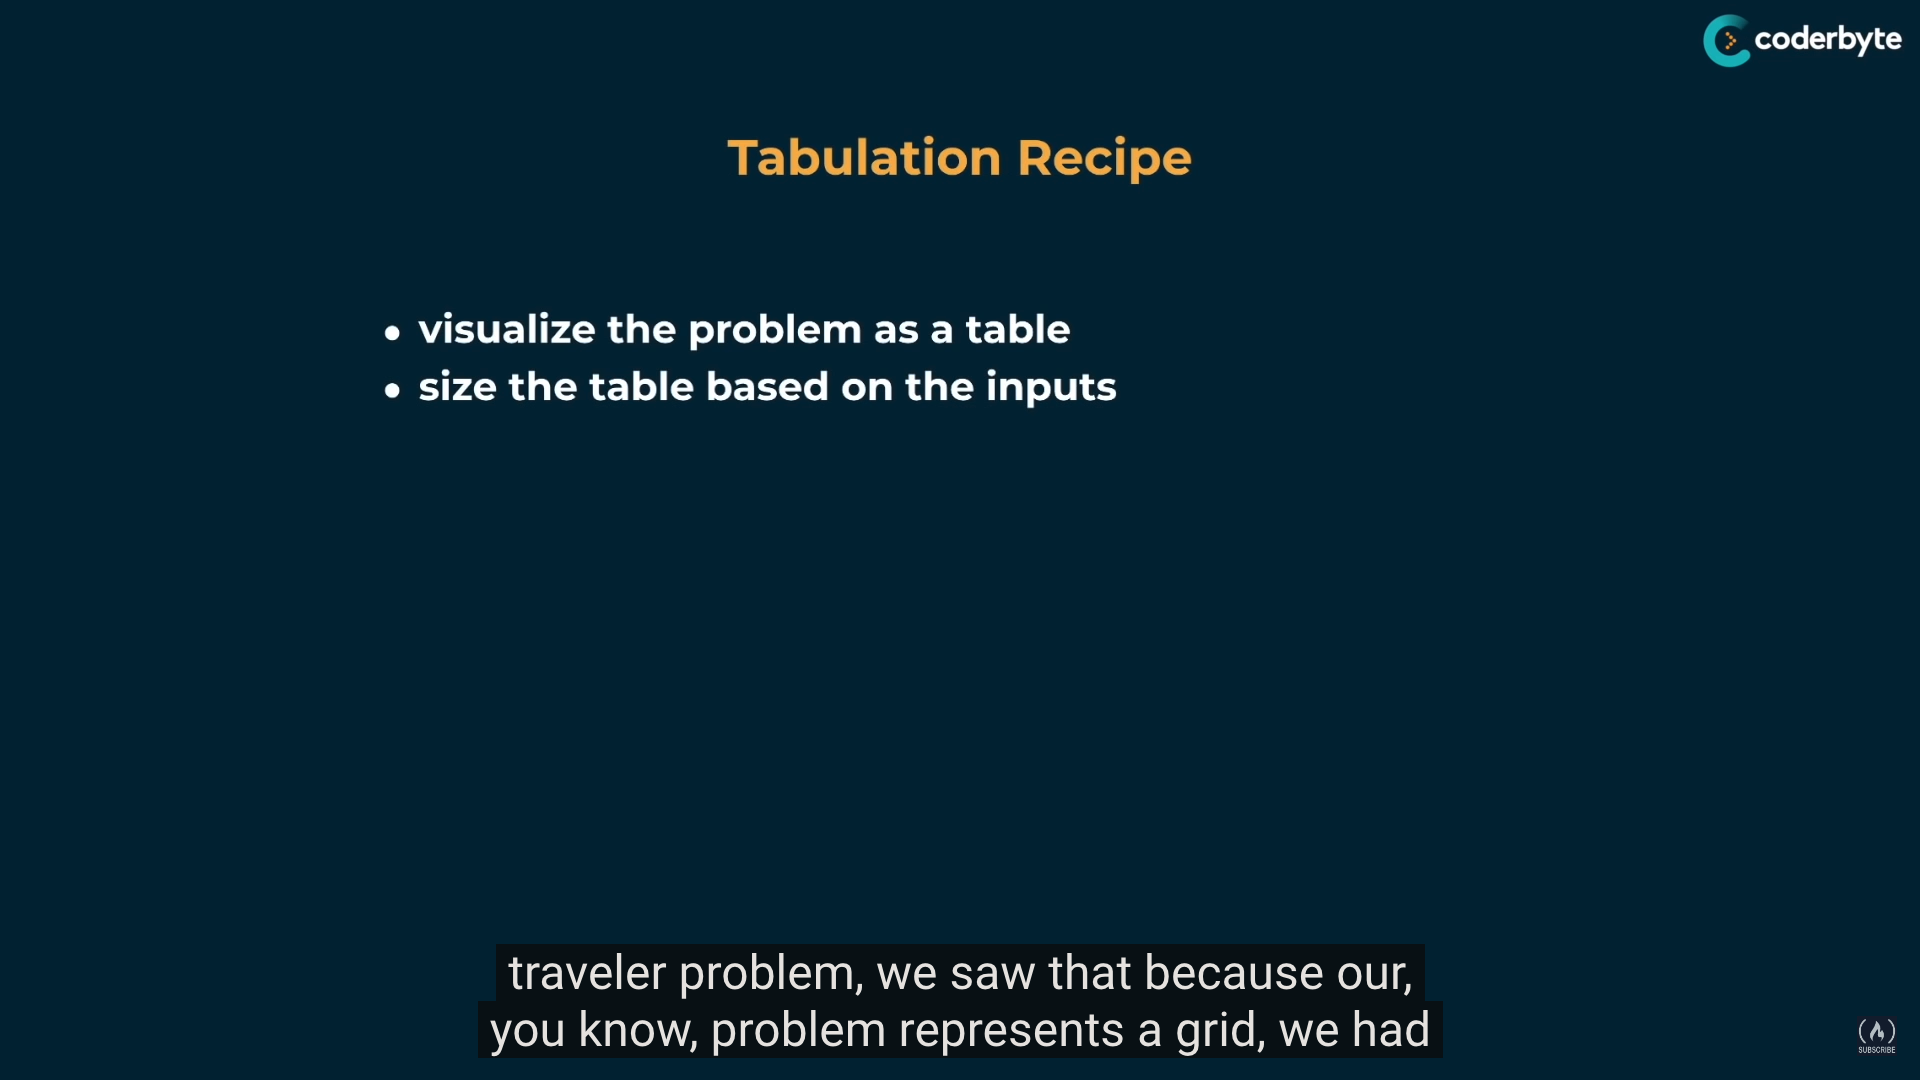 coderbyte
Tabulation Recipe
• visualize the problem as a table
• size the table based on the inputs
traveler problem, we saw that because our,
you know, problem represents a grid, we had
SUBSCRIBE